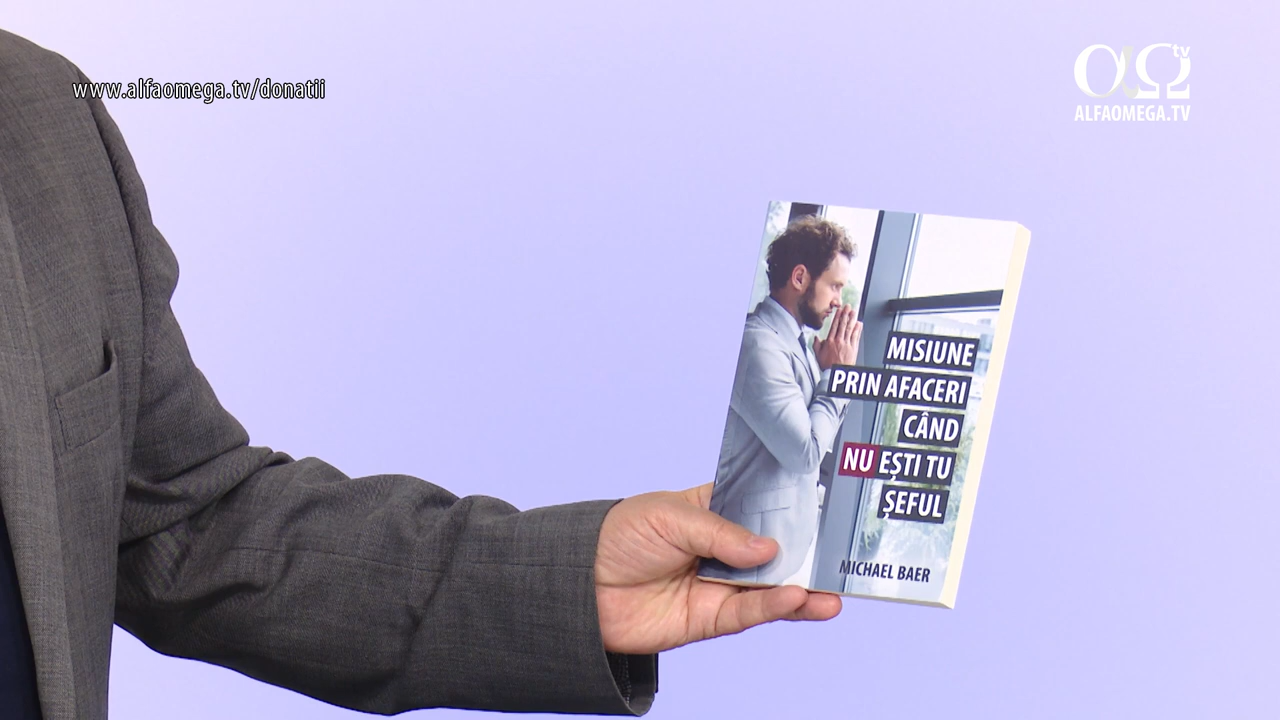 www.alfaomega.tv/donatii
αΩ tv
ALFAOMEGA.TV
MISIUNE
PRIN AFACERI
CÂND
NU EȘTI TU
ȘEFUL
MICHAEL BAER